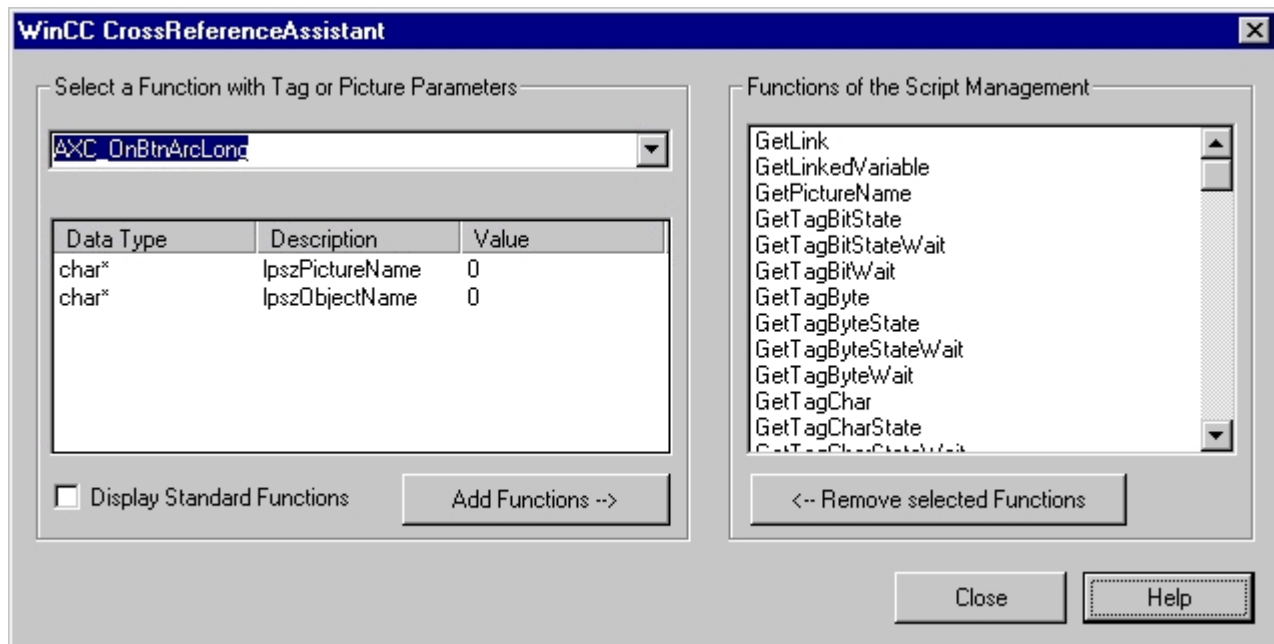 WinCC CrossReferenceAssistant
Select a Function with Tag or Picture Parameters
AXC_OnBtnArcLong
Data Type Description Value
char* lpszPictureName 0
char* lpszObjectName 0
Display Standard Functions
Add Functions -->
Functions of the Script Management
GetLink
GetLinkedVariable
GetPictureName
GetTagBitState
GetTagBitStateWait
GetTagBitWait
GetTagByte
GetTagByteState
GetTagByteStateWait
GetTagByteWait
GetTagChar
GetTagCharState
GetTagCharStateWait
<-- Remove selected Functions
Close
Help